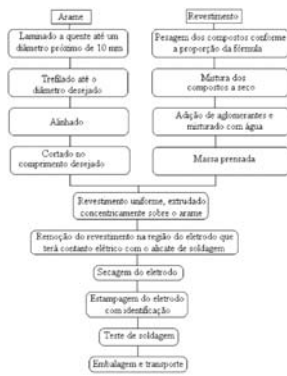 Arame
Laminado a quente até um
diâmetro próximo de 10 mm
Trefilado até o
diâmetro desejado
Alinhado
Cortado no
comprimento desejado
Revestimento
Pesagem dos compostos conforme
a proporção da fórmula
Mistura dos
compostos a seco
Adição de aglomerantes e
misturado com água
Massa prensada
Revestimento uniforme, extrudado
concentricamente sobre o arame
Remoção do revestimento na região do eletrodo que
terá contanto elétrico com o alicate de soldagem
Secagem do eletrodo
Estampagem do eletrodo
com identificação
Teste de soldagem
Embalagem e transporte